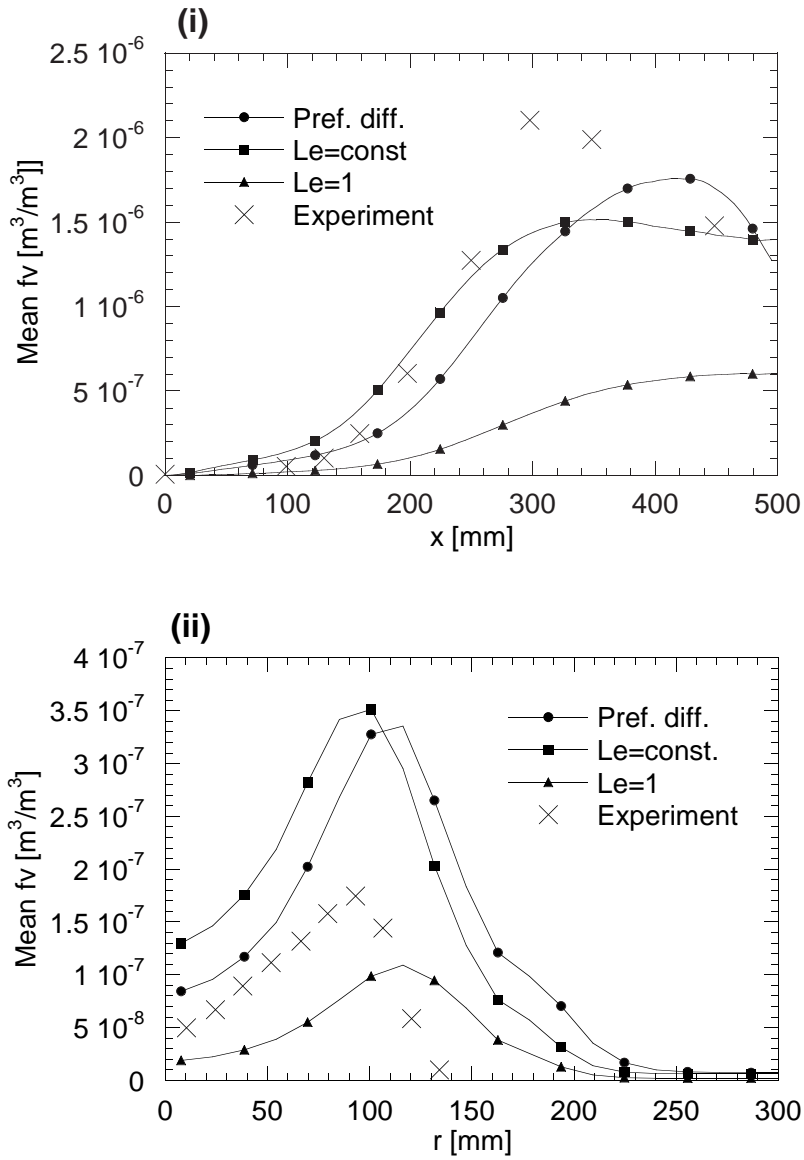 (i)
2.5 10⁻⁶
2 10⁻⁶
1.5 10⁻⁶
1 10⁻⁶
5 10⁻⁷
0
Mean fv [m³/m³]]
Pref. diff.
Le=const
Le=1
Experiment
0 100 200 300 400 500
x [mm]
(ii)
4 10⁻⁷
3.5 10⁻⁷
3 10⁻⁷
2.5 10⁻⁷
2 10⁻⁷
1.5 10⁻⁷
1 10⁻⁷
5 10⁻⁸
0
Mean fv [m³/m³]
Pref. diff.
Le=const.
Le=1
Experiment
0 50 100 150 200 250 300
r [mm]